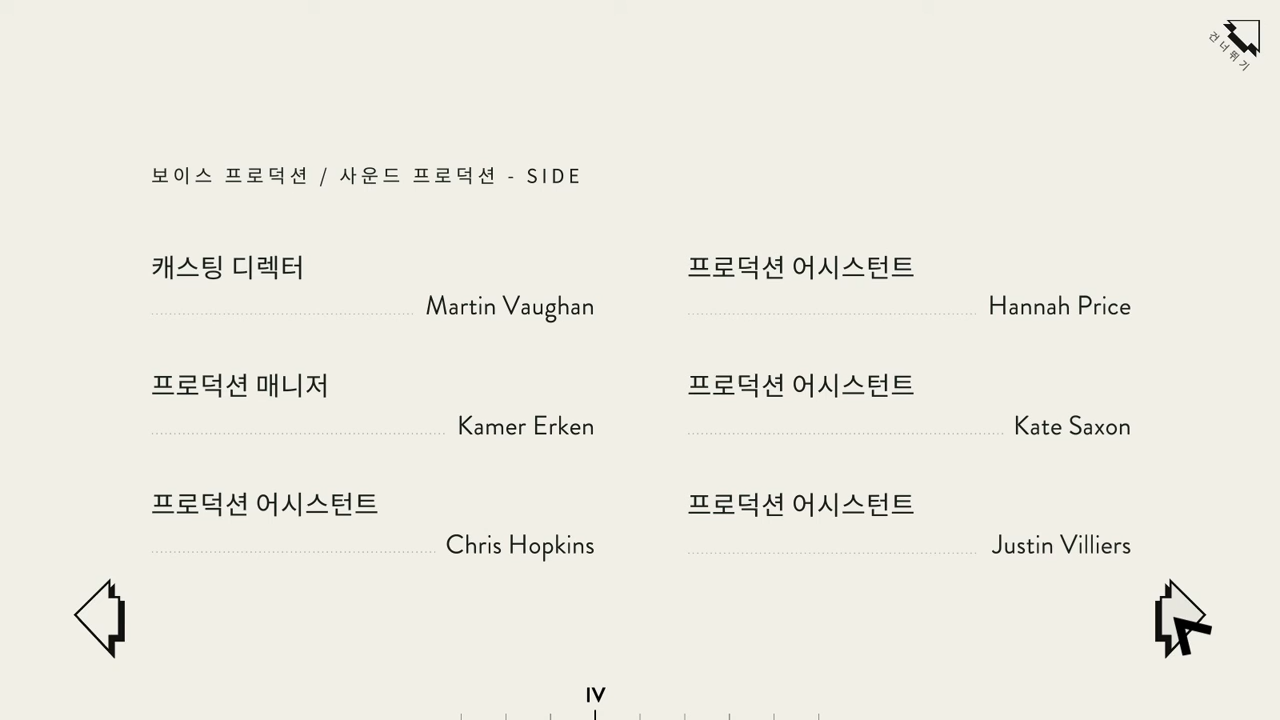 건너뛰기
보이스 프로덕션 / 사운드 프로덕션 - SIDE
캐스팅 디렉터
Martin Vaughan
프로덕션 매니저
Kamer Erken
프로덕션 어시스턴트
Chris Hopkins
프로덕션 어시스턴트
Hannah Price
프로덕션 어시스턴트
Kate Saxon
프로덕션 어시스턴트
Justin Villiers
IV